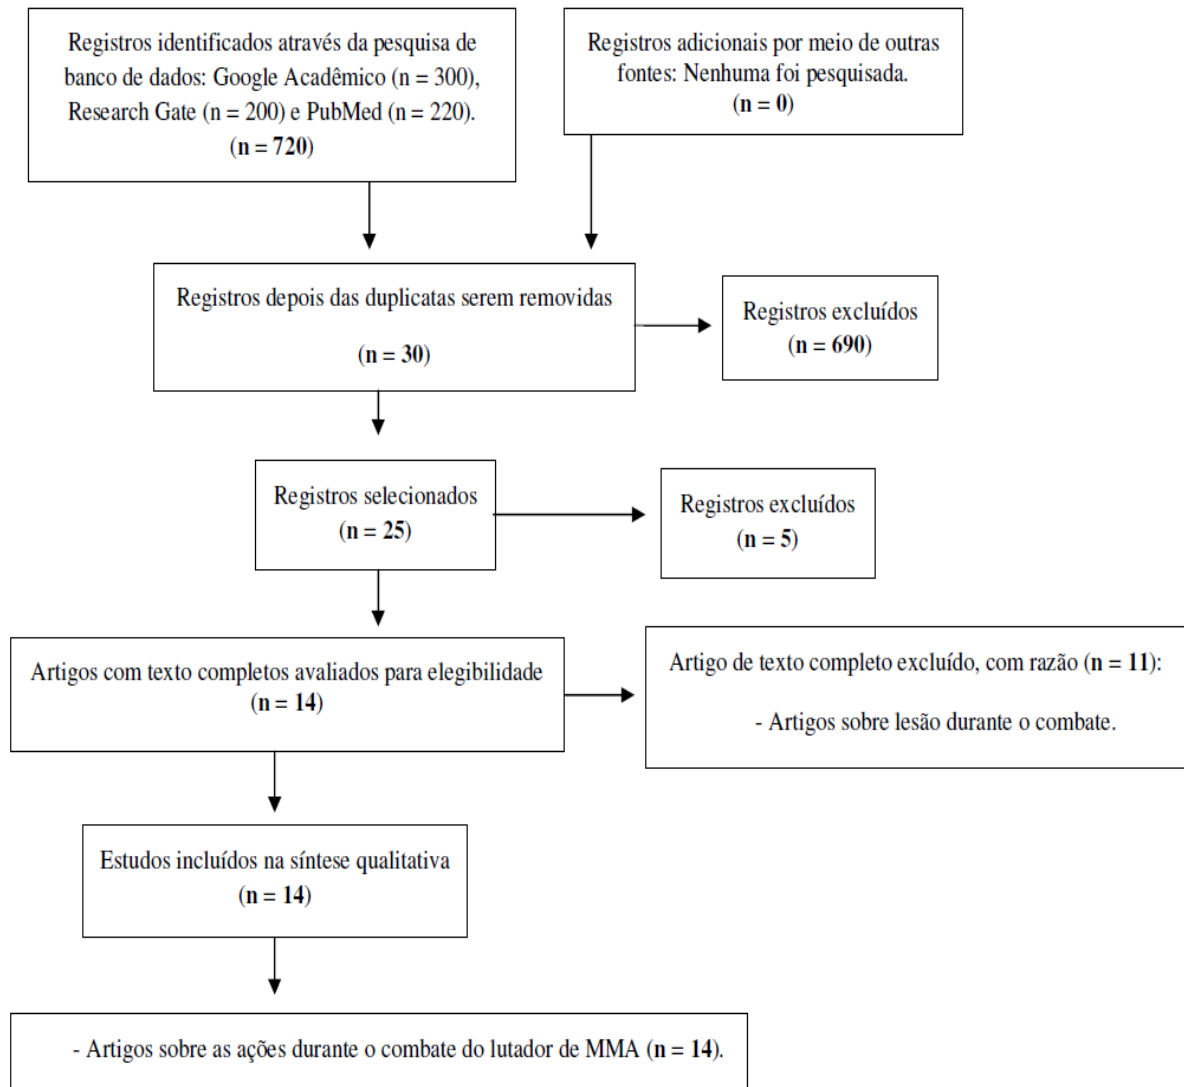 Registros identificados através da pesquisa de
banco de dados: Google Acadêmico (n = 300),
Research Gate (n = 200) e PubMed (n = 220).
(n = 720)
Registros adicionais por meio de outras
fontes: Nenhuma foi pesquisada.
(n = 0)
Registros depois das duplicatas serem removidas
(n = 30)
Registros excluídos
(n = 690)
Registros selecionados
(n = 25)
Registros excluídos
(n = 5)
Artigos com texto completos avaliados para elegibilidade
(n = 14)
Artigo de texto completo excluído, com razão (n = 11):
- Artigos sobre lesão durante o combate.
Estudos incluídos na síntese qualitativa
(n = 14)
- Artigos sobre as ações durante o combate do lutador de MMA (n = 14).